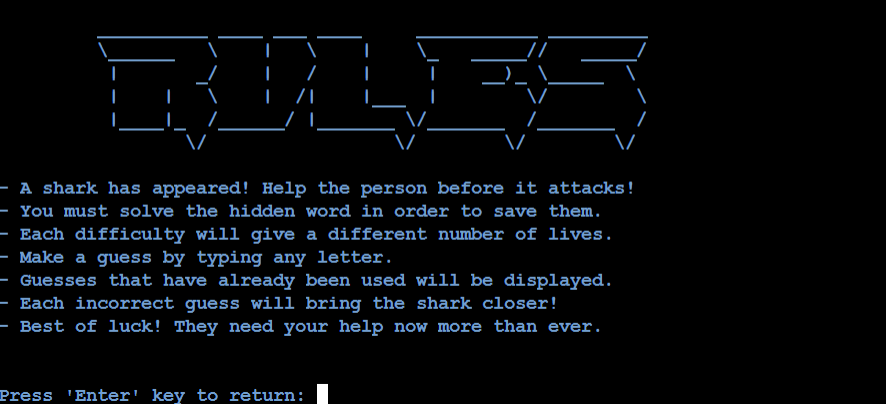 RULES
- A shark has appeared! Help the person before it attacks!
- You must solve the hidden word in order to save them.
- Each difficulty will give a different number of lives.
- Make a guess by typing any letter.
- Guesses that have already been used will be displayed.
- Each incorrect guess will bring the shark closer!
- Best of luck! They need your help now more than ever.
Press 'Enter' key to return: